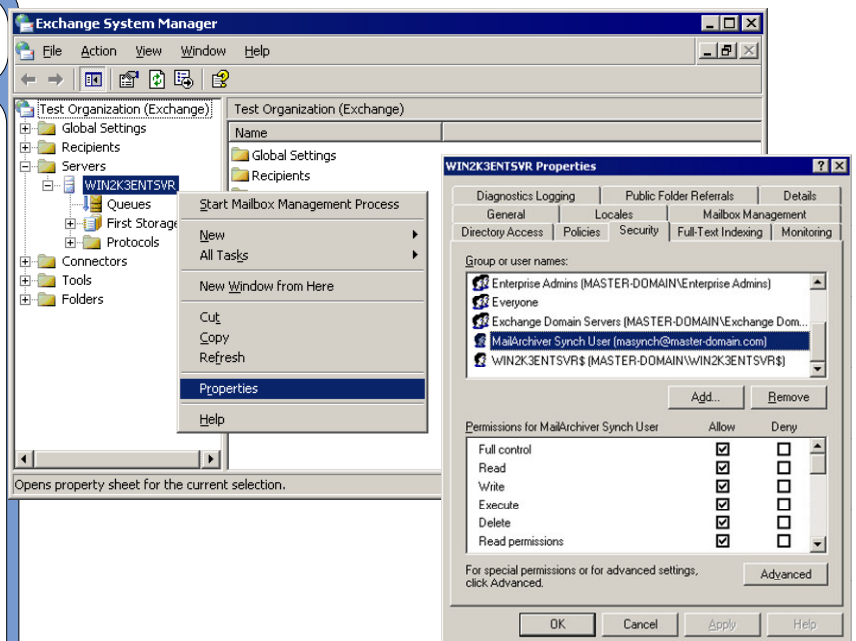 Exchange System Manager
File Action View Window Help
Test Organization (Exchange)
Global Settings
Recipients
Servers
WIN2K3ENTSVR
Queues
First Storage
Protocols
Connectors
Tools
Folders
Test Organization (Exchange)
Name
Global Settings
Recipients
Start Mailbox Management Process
New
All Tasks
New Window from Here
Cut
Copy
Refresh
Properties
Help
Opens property sheet for the current selection.
WIN2K3ENTSVR Properties
Diagnostics Logging Public Folder Referrals Details
General Locales Mailbox Management
Directory Access Policies Security Full-Text Indexing Monitoring
Group or user names:
Enterprise Admins (MASTER-DOMAIN\Enterprise Admins)
Everyone
Exchange Domain Servers (MASTER-DOMAIN\Exchange Dom...
MailArchiver Synch User (masynch@master-domain.com)
WIN2K3ENTSVR$ (MASTER-DOMAIN\WIN2K3ENTSVR$)
Add... Remove
Permissions for MailArchiver Synch User Allow Deny
Full control
Read
Write
Execute
Delete
Read permissions
For special permissions or for advanced settings,
click Advanced.
Advanced
OK Cancel Apply Help